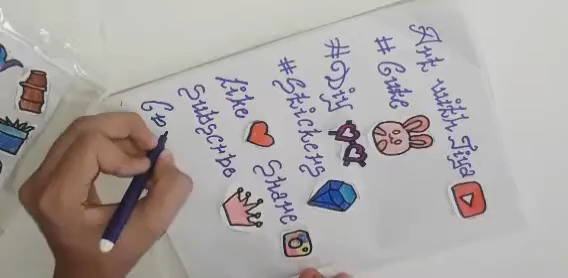 Art with Jiya
#Cute
#Diy
#Stickers
Like Share
Subscribe